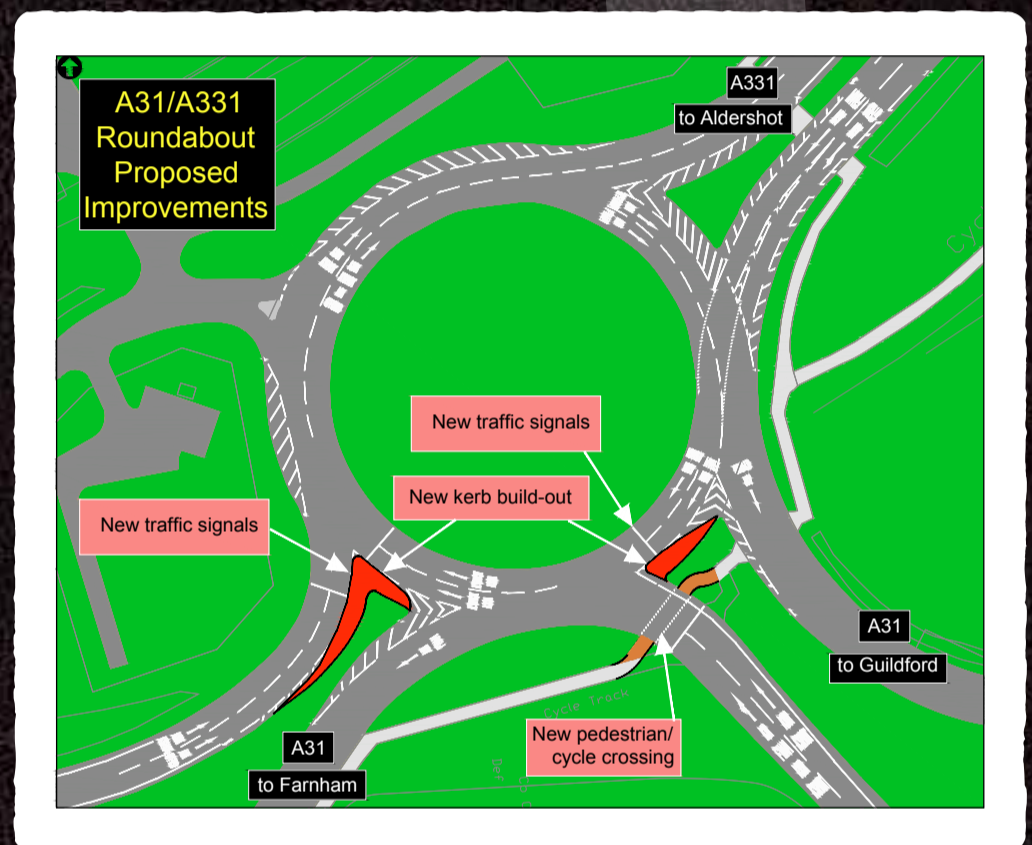 A31/A331
Roundabout
Proposed
Improvements
A331
to Aldershot
New traffic signals
New kerb build-out
New traffic signals
A31
to Guildford
Cycle Track
New pedestrian/
cycle crossing
A31
to Farnham